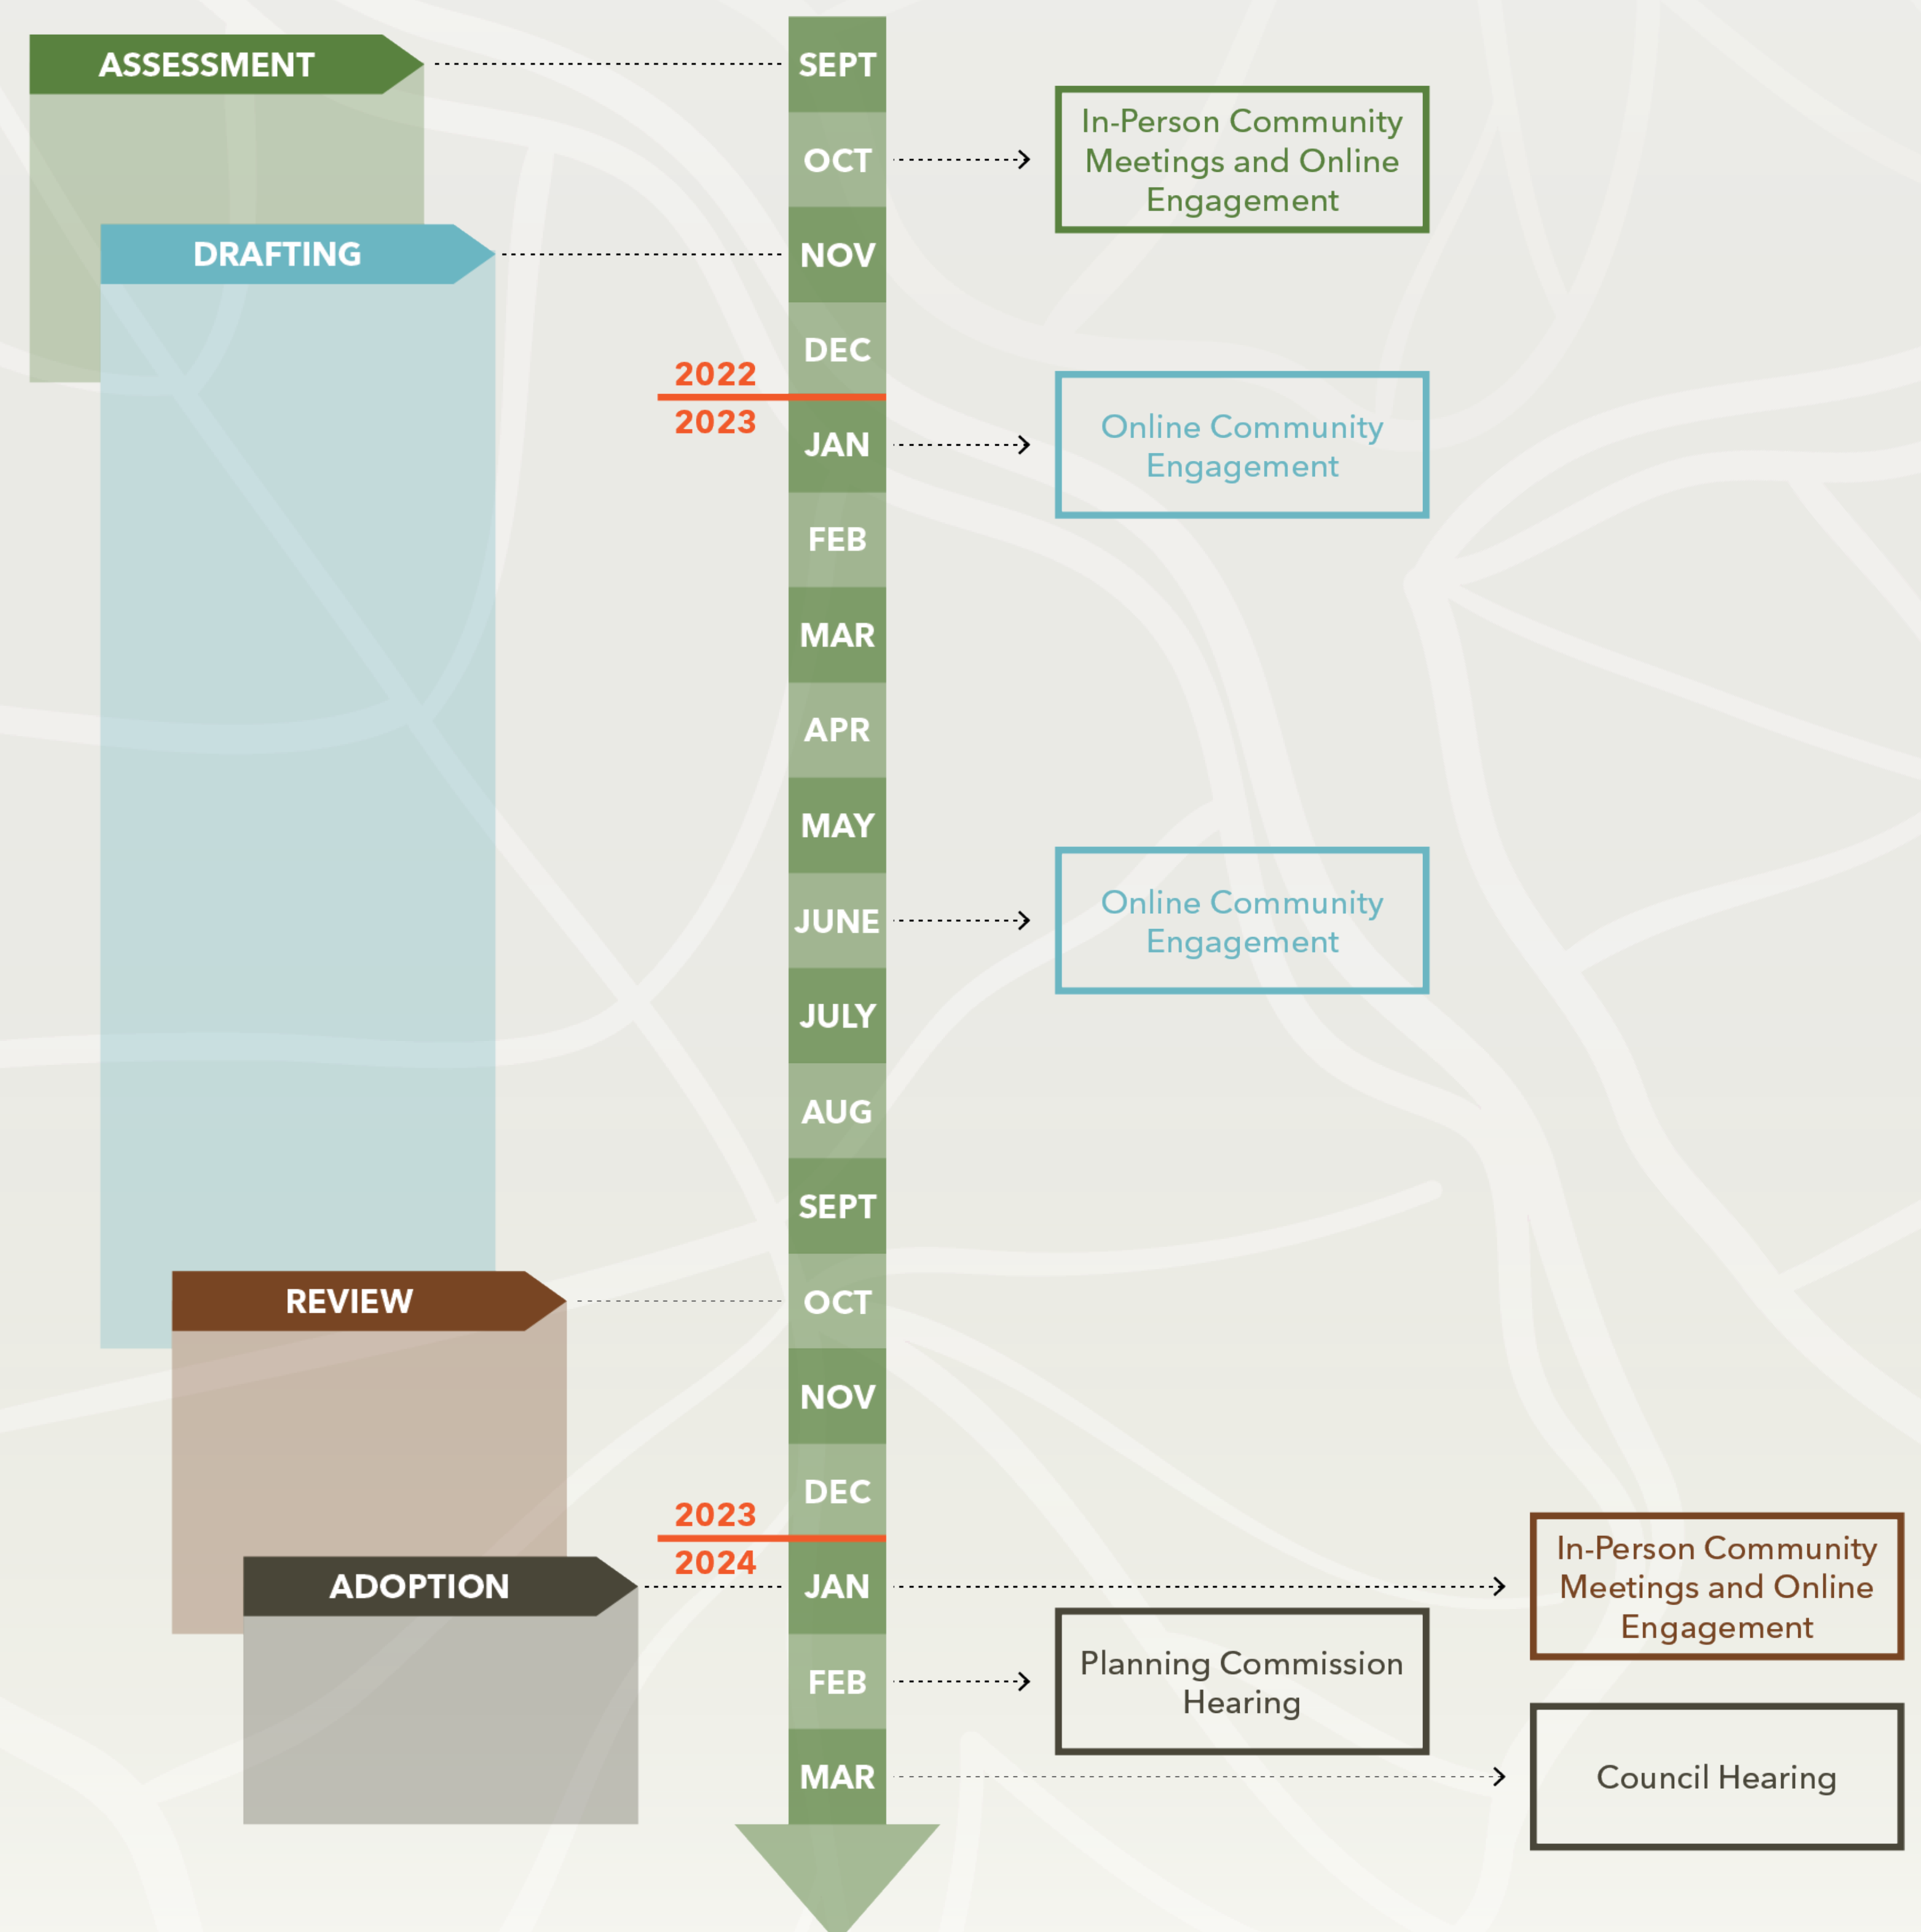 ASSESSMENT
SEPT
In-Person Community
Meetings and Online
Engagement
OCT
DRAFTING
NOV
DEC
2022
2023
JAN
Online Community
Engagement
FEB
MAR
APR
MAY
JUNE
Online Community
Engagement
JULY
AUG
SEPT
REVIEW
OCT
NOV
DEC
2023
2024
ADOPTION
JAN
In-Person Community
Meetings and Online
Engagement
FEB
Planning Commission
Hearing
MAR
Council Hearing